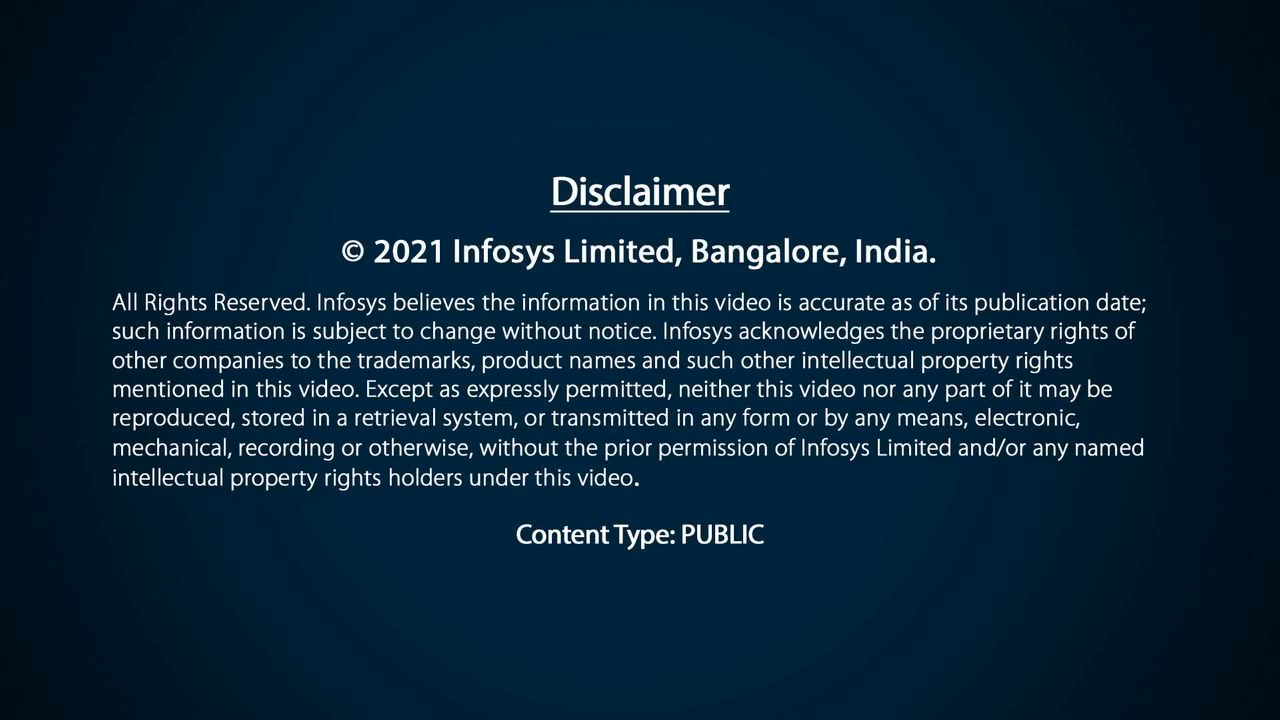 Disclaimer
© 2021 Infosys Limited, Bangalore, India.
All Rights Reserved. Infosys believes the information in this video is accurate as of its publication date;
such information is subject to change without notice. Infosys acknowledges the proprietary rights of
other companies to the trademarks, product names and such other intellectual property rights
mentioned in this video. Except as expressly permitted, neither this video nor any part of it may be
reproduced, stored in a retrieval system, or transmitted in any form or by any means, electronic,
mechanical, recording or otherwise, without the prior permission of Infosys Limited and/or any named
intellectual property rights holders under this video.
Content Type: PUBLIC